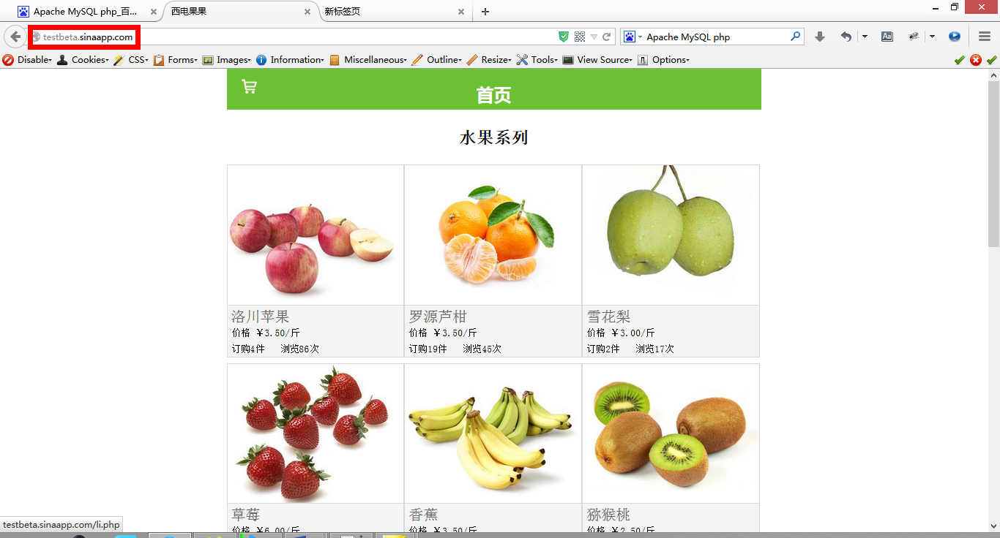 Apache MySQL php_百...
西电果果
新标签页
testbeta.sinaapp.com
Apache MySQL php
Disable Cookies CSS Forms Images Information Miscellaneous Outline Resize Tools View Source Options
首页
水果系列
洛川苹果
价格 ￥3.50/斤
订购4件 浏览86次
罗源芦柑
价格 ￥3.50/斤
订购19件 浏览45次
雪花梨
价格 ￥3.00/斤
订购2件 浏览17次
草莓
价格 ￥6.00/斤
香蕉
价格 ￥3.50/斤
猕猴桃
价格 ￥2.50/斤
testbeta.sinaapp.com/li.php